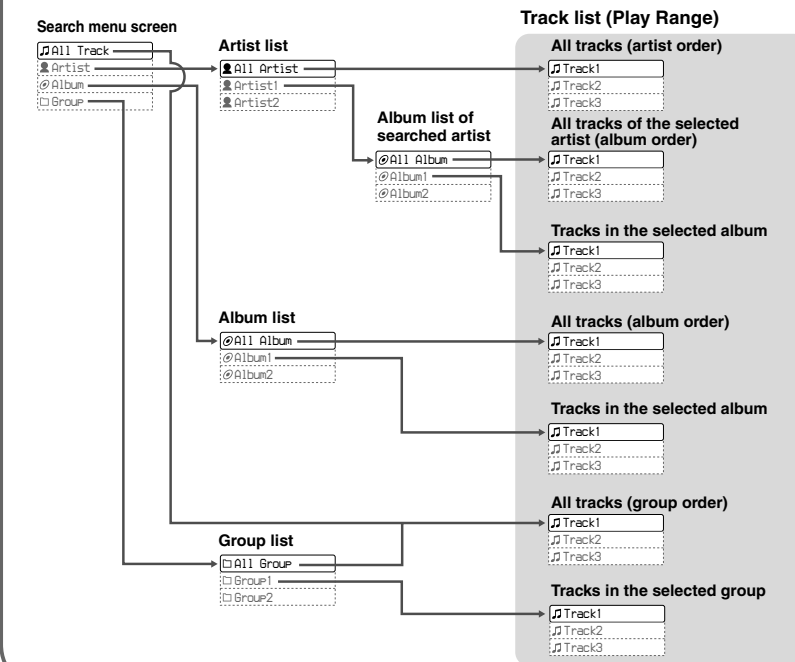 Search menu screen
All Track
Artist
Album
Group
Artist list
All Artist
Artist1
Artist2
Album list of
searched artist
All Album
Album1
Album2
Album list
All Album
Album1
Album2
Group list
All Group
Group1
Group2
Track list (Play Range)
All tracks (artist order)
Track1
Track2
Track3
All tracks of the selected
artist (album order)
Track1
Track2
Track3
Tracks in the selected album
Track1
Track2
Track3
All tracks (album order)
Track1
Track2
Track3
Tracks in the selected album
Track1
Track2
Track3
All tracks (group order)
Track1
Track2
Track3
Tracks in the selected group
Track1
Track2
Track3